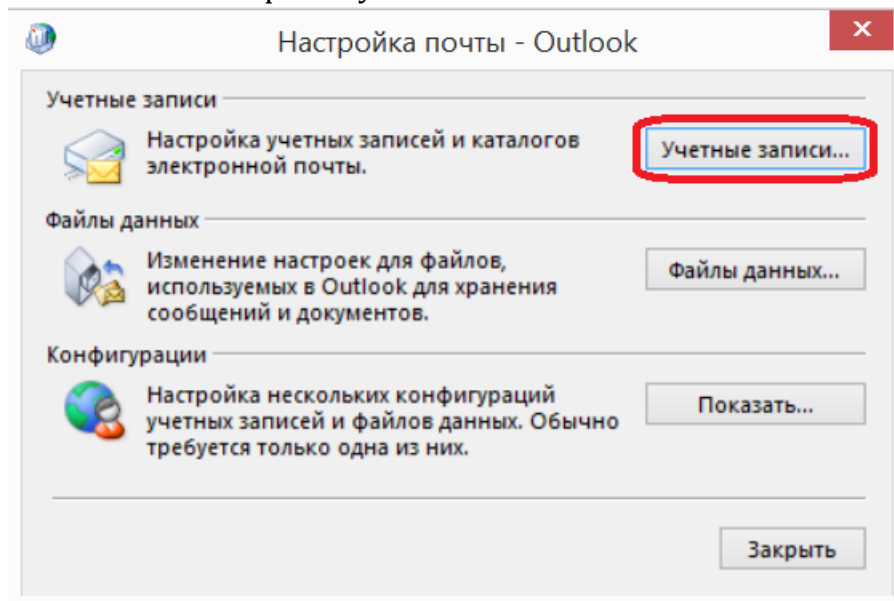 Настройка почты - Outlook
Учетные записи
Настройка учетных записей и каталогов
электронной почты.
Учетные записи...
Файлы данных
Изменение настроек для файлов,
используемых в Outlook для хранения
сообщений и документов.
Файлы данных...
Конфигурации
Настройка нескольких конфигураций
учетных записей и файлов данных. Обычно
требуется только одна из них.
Показать...
Закрыть